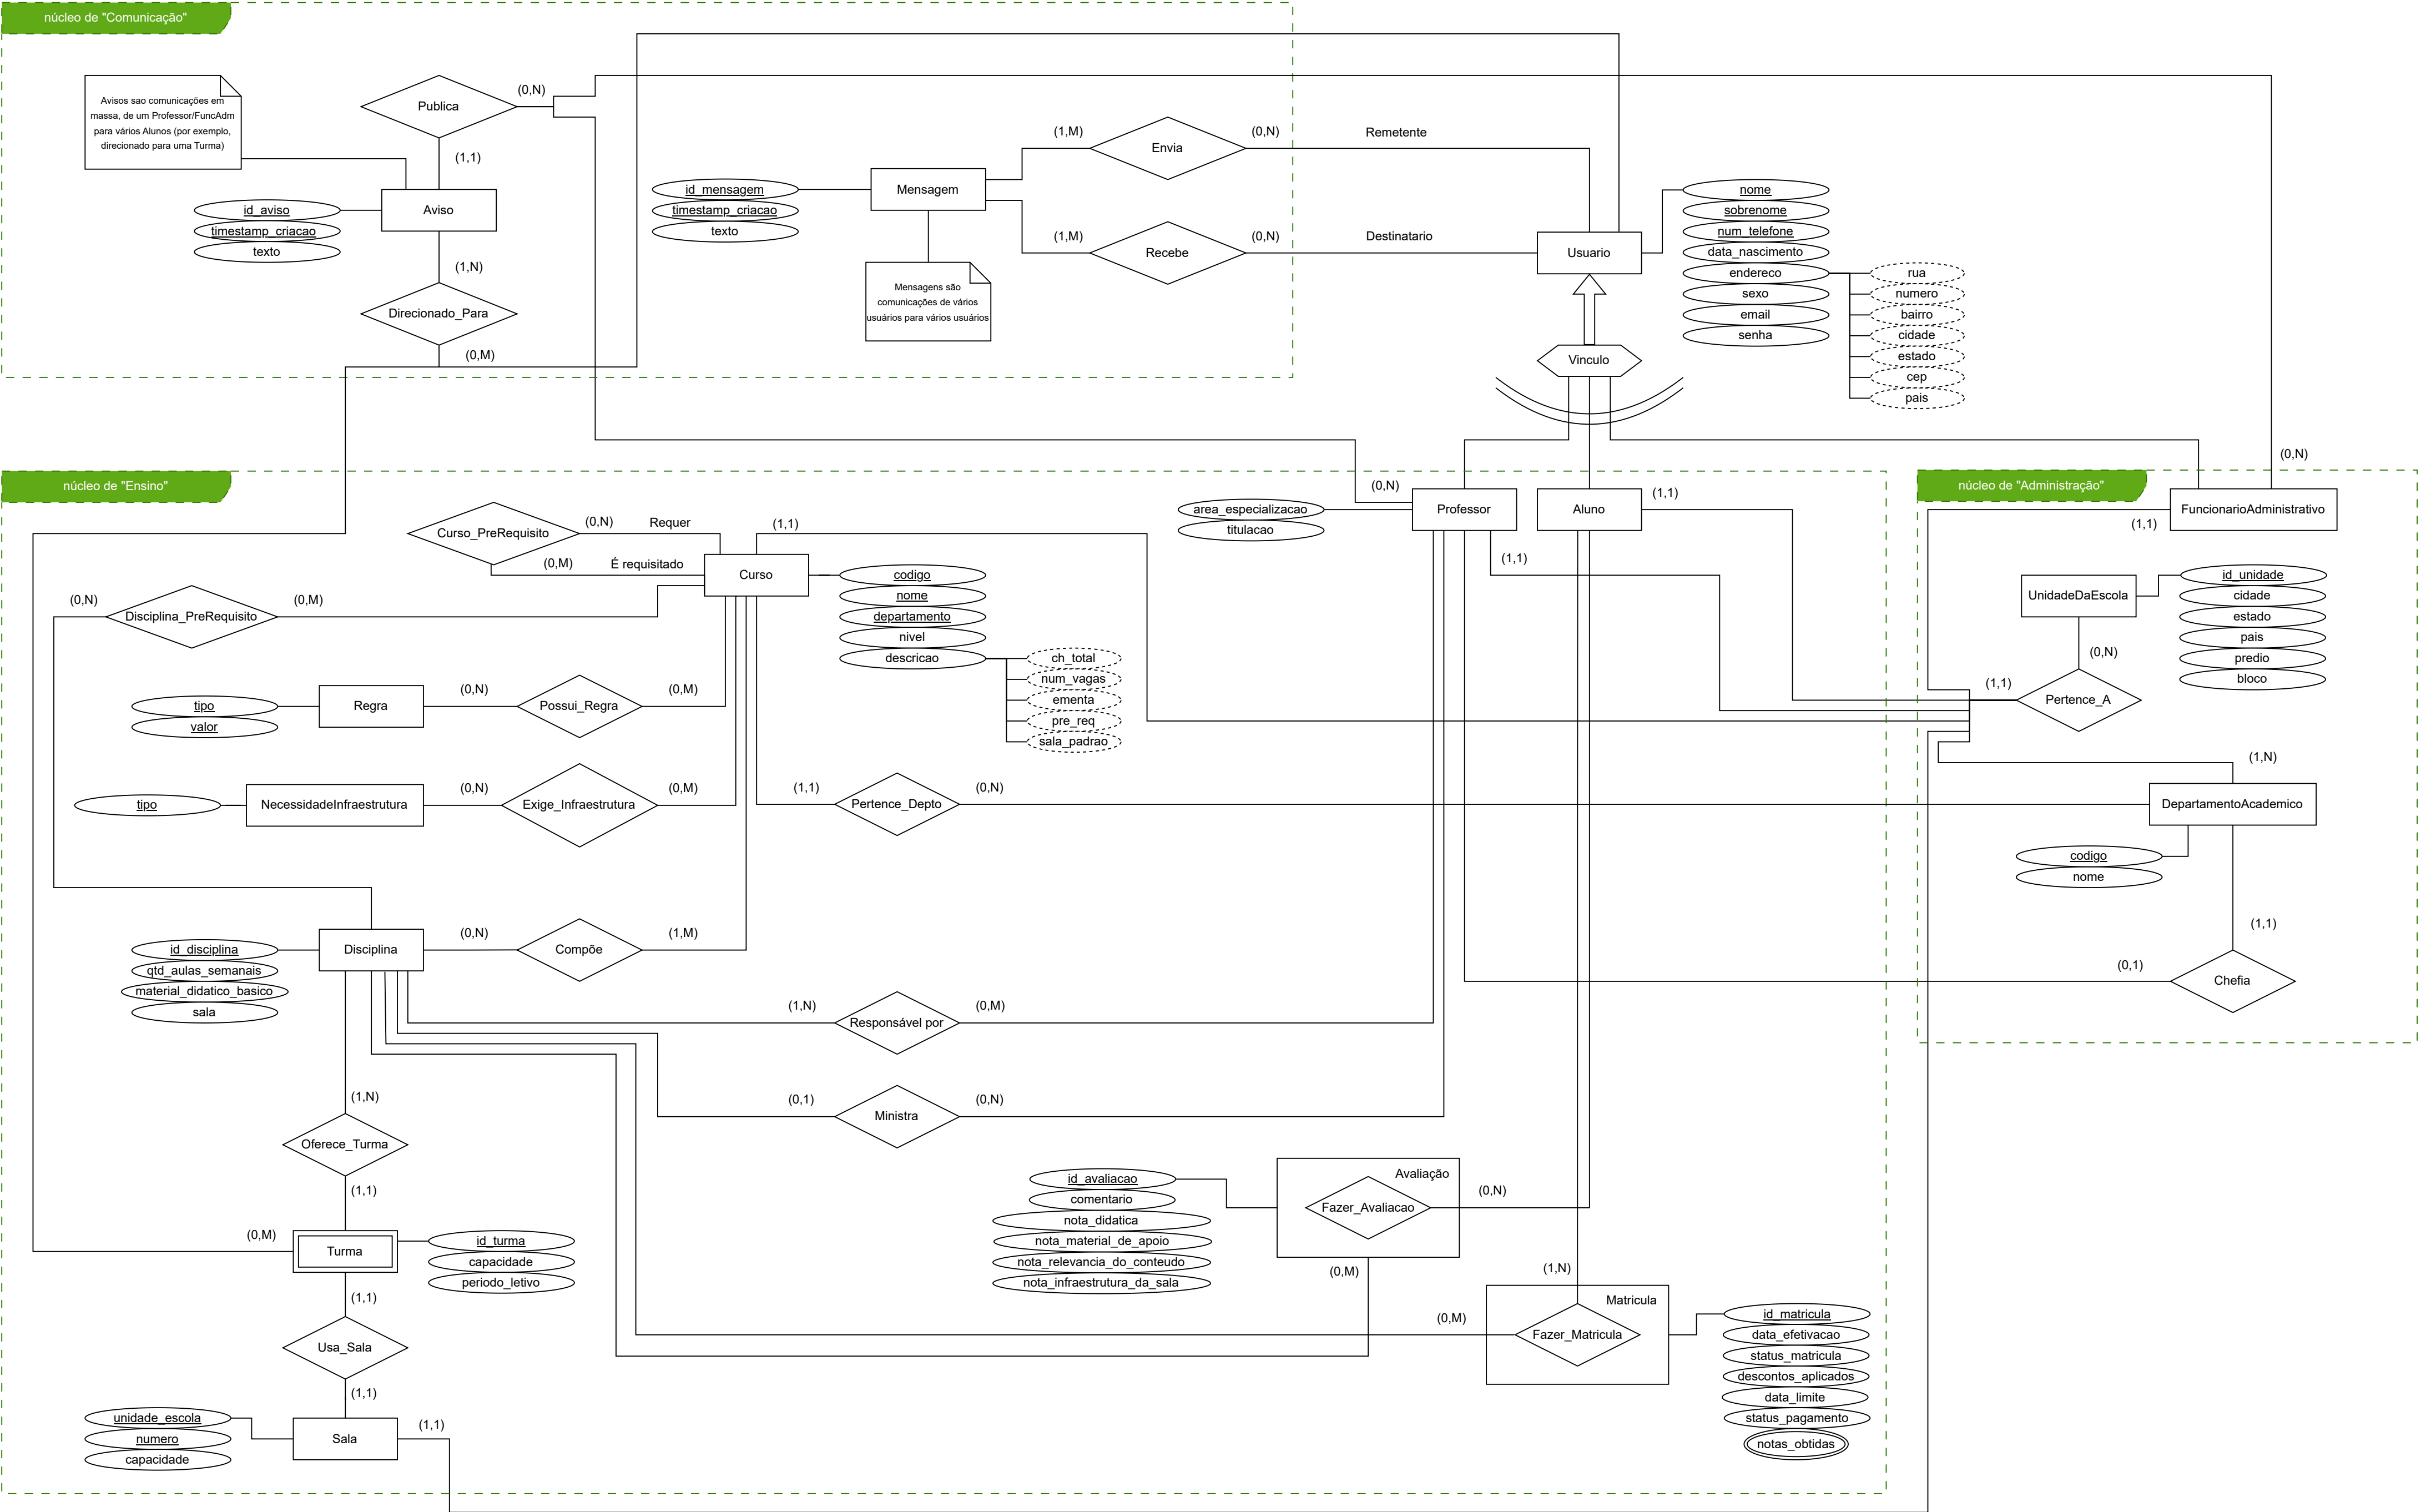 núcleo de "Comunicação"
Avisos sao comunicações em
massa, de um Professor/FuncAdm
para vários Alunos (por exemplo,
direcionado para uma Turma)
Publica
(0,N)
(1,1)
Aviso
id_aviso
timestamp_criacao
texto
(1,N)
Direcionado_Para
(0,M)
id_mensagem
timestamp_criacao
texto
Mensagem
Mensagens são
comunicações de vários
usuários para vários usuários
(1,M)
Envia
(0,N)
Remetente
(1,M)
Recebe
(0,N)
Destinatario
Usuario
nome
sobrenome
num_telefone
data_nascimento
endereco
sexo
email
senha
rua
numero
bairro
cidade
estado
cep
pais
Vinculo
núcleo de "Ensino"
Curso_PreRequisito
(0,N)
Requer
(0,M)
É requisitado
(1,1)
Curso
codigo
nome
departamento
nivel
descricao
ch_total
num_vagas
ementa
pre_req
sala_padrao
(0,N)
Disciplina_PreRequisito
(0,M)
tipo
valor
Regra
(0,N)
Possui_Regra
(0,M)
tipo
NecessidadeInfraestrutura
(0,N)
Exige_Infraestrutura
(0,M)
(1,1)
Pertence_Depto
(0,N)
area_especializacao
titulacao
(0,N)
Professor
(1,1)
Aluno
(1,1)
id_disciplina
qtd_aulas_semanais
material_didatico_basico
sala
Disciplina
(0,N)
Compõe
(1,M)
(1,N)
Responsável por
(0,M)
(0,1)
Ministra
(0,N)
(1,N)
Oferece_Turma
(1,1)
(0,M)
Turma
id_turma
capacidade
periodo_letivo
(1,1)
Usa_Sala
(1,1)
unidade_escola
numero
capacidade
Sala
(1,1)
id_avaliacao
comentario
nota_didatica
nota_material_de_apoio
nota_relevancia_do_conteudo
nota_infraestrutura_da_sala
Avaliação
Fazer_Avaliacao
(0,N)
(0,M)
(1,N)
(0,M)
Matricula
Fazer_Matricula
id_matricula
data_efetivacao
status_matricula
descontos_aplicados
data_limite
status_pagamento
notas_obtidas
núcleo de "Administração"
(0,N)
FuncionarioAdministrativo
(1,1)
UnidadeDaEscola
id_unidade
cidade
estado
pais
predio
bloco
(0,N)
(1,1)
Pertence_A
(1,N)
DepartamentoAcademico
codigo
nome
(1,1)
(0,1)
Chefia